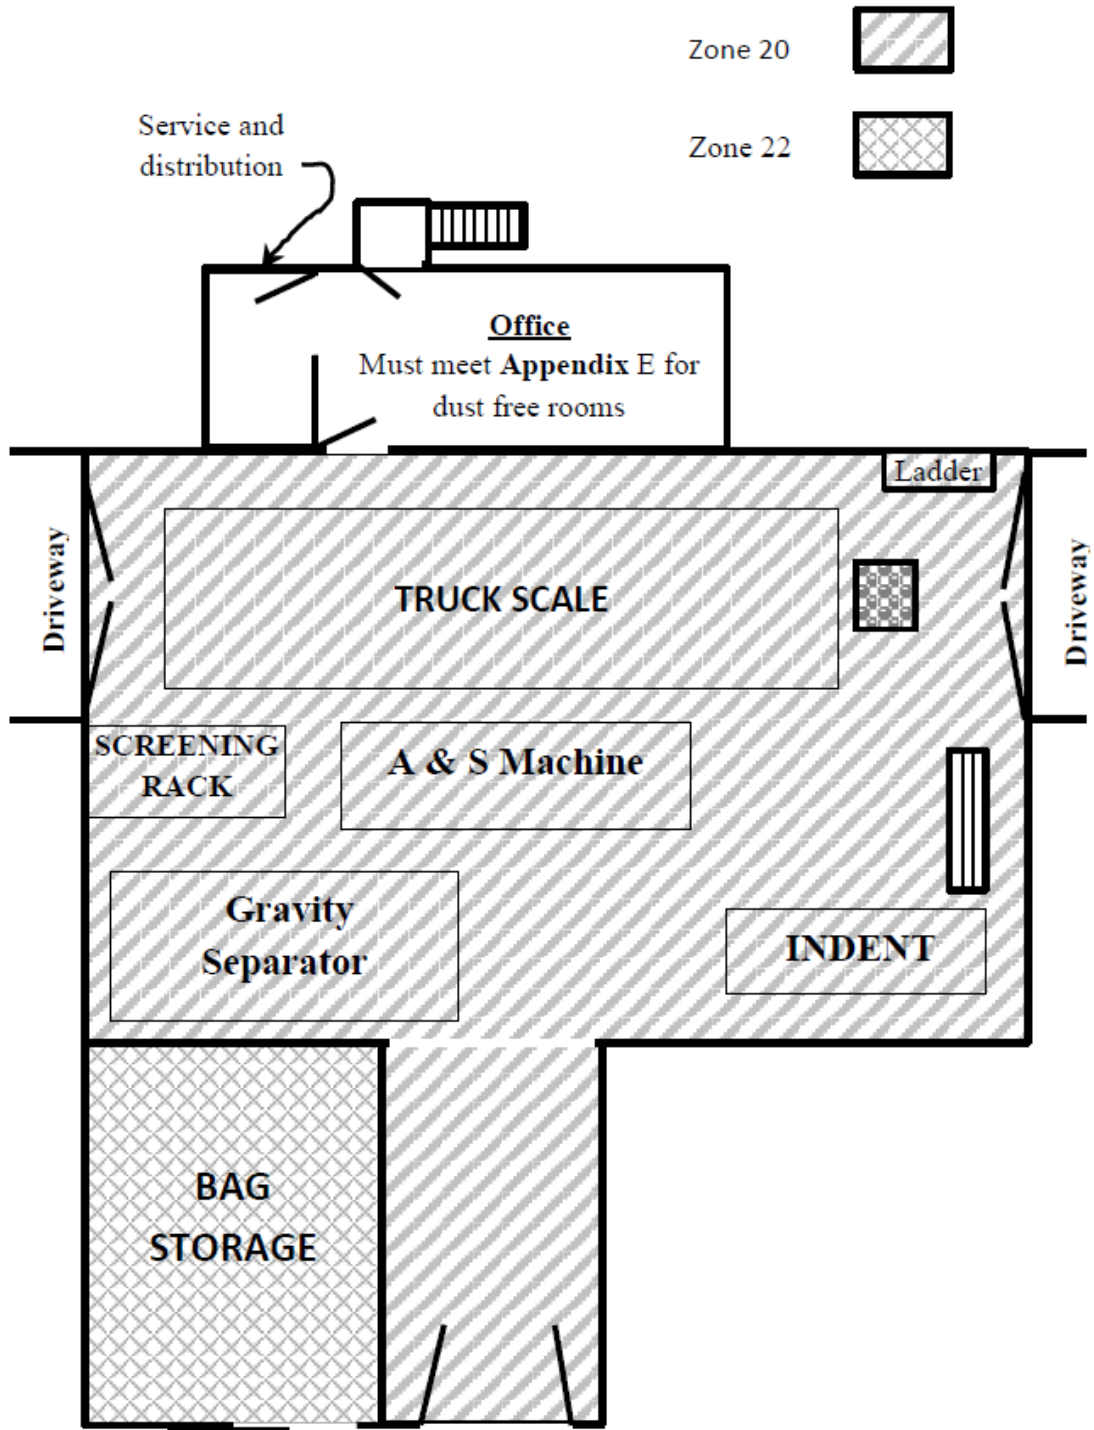 Zone 20
Service and
distribution
Zone 22
Office
Must meet Appendix E for
dust free rooms
Ladder
Driveway
TRUCK SCALE
Driveway
SCREENING
RACK
A & S Machine
Gravity
Separator
INDENT
BAG
STORAGE